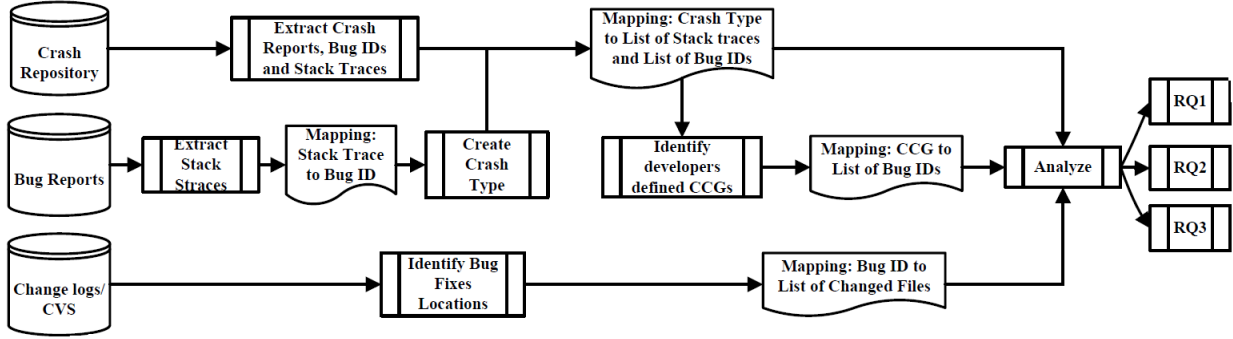 Crash
Repository
Extract Crash
Reports, Bug IDs
and Stack Traces
Mapping: Crash Type
to List of Stack traces
and List of Bug IDs
Bug Reports
Extract
Stack
Straces
Mapping:
Stack Trace
to Bug ID
Create
Crash
Type
Identify
developers
defined CCGs
Mapping: CCG to
List of Bug IDs
Analyze
RQ1
RQ2
RQ3
Change logs/
CVS
Identify Bug
Fixes
Locations
Mapping: Bug ID to
List of Changed Files